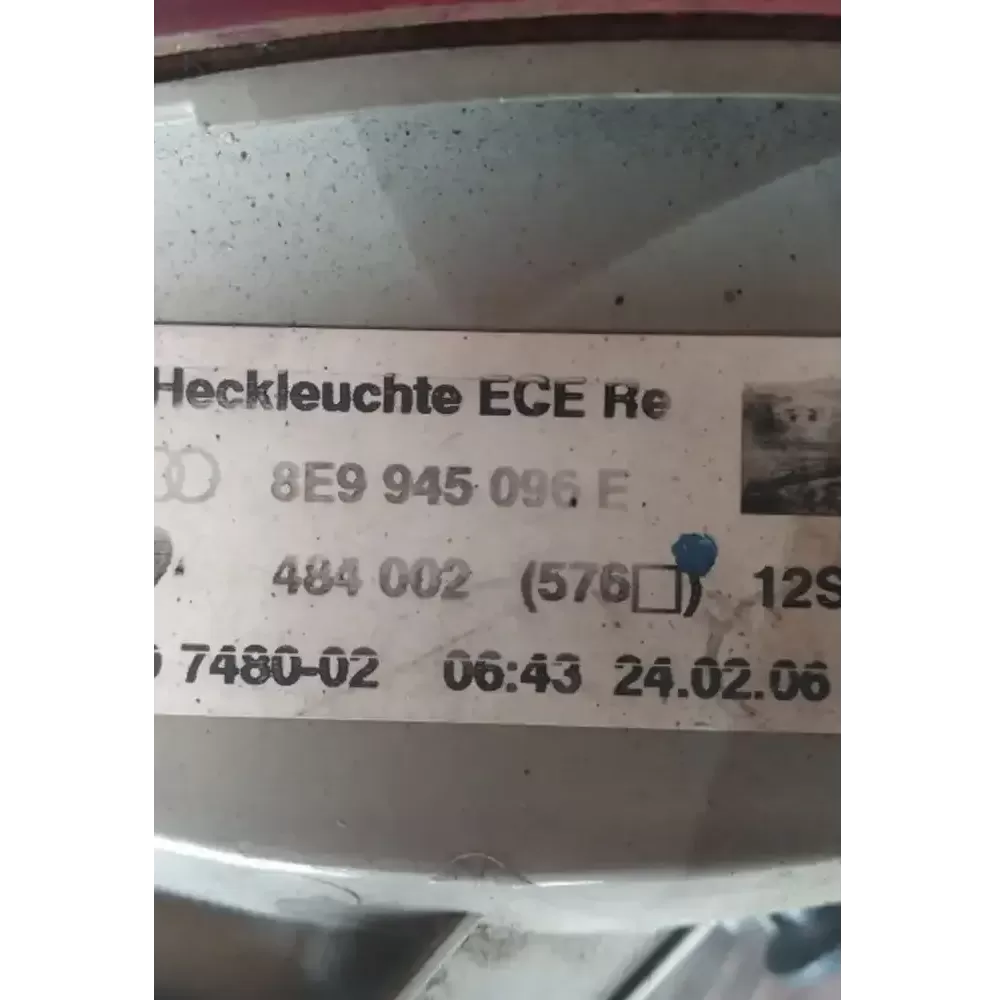 Heckleuchte ECE Re
8E9 945 096 E
484 002 (576□) 12S
7480-02 06:43 24.02.06